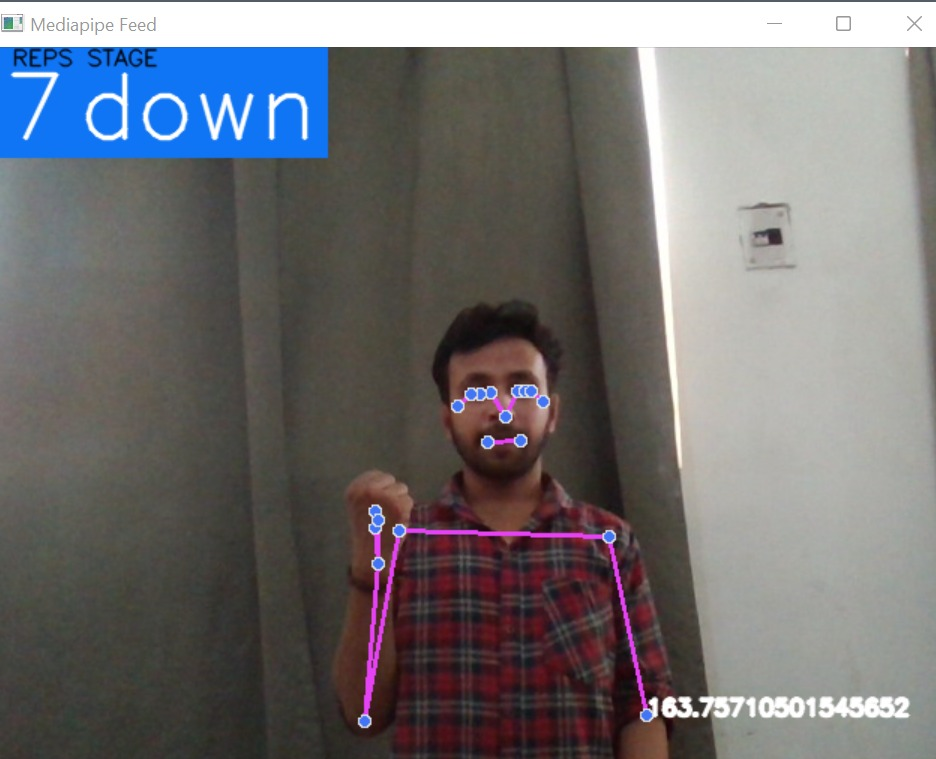 Mediapipe Feed
REPS STAGE
7 down
163.75710501545652